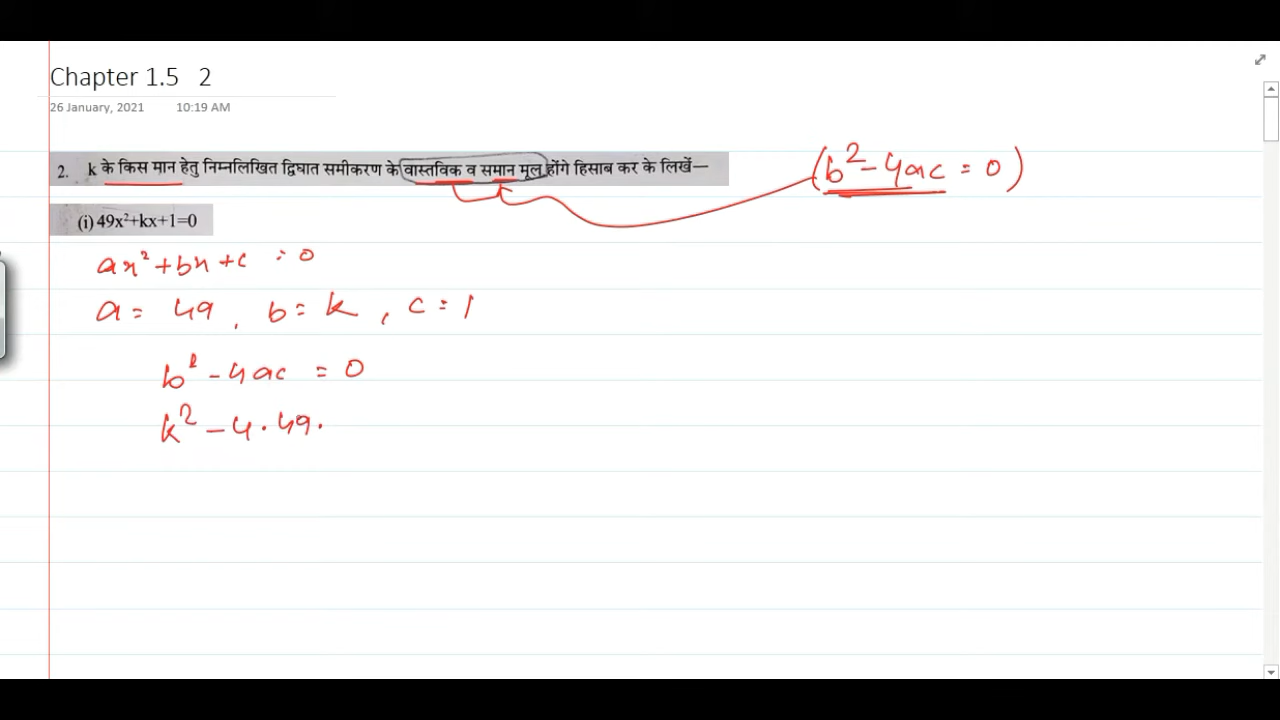 Chapter 1.5 2
26 January, 2021 10:19 AM
2. k के किस मान हेतु निम्नलिखित द्विघात समीकरण के वास्तविक व समान मूल होंगे हिसाब कर के लिखें—
(b² - 4ac = 0)
(i) 49x²+kx+1=0
ax² + bx + c = 0
a = 49, b = k, c = 1
b² - 4ac = 0
k² - 4 · 49 ·